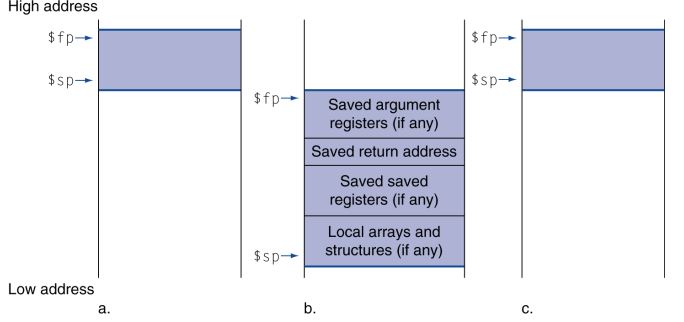 High address
$fp
$sp
$fp
Saved argument
registers (if any)
Saved return address
Saved saved
registers (if any)
Local arrays and
structures (if any)
$sp
$fp
$sp
Low address
a.
b.
c.